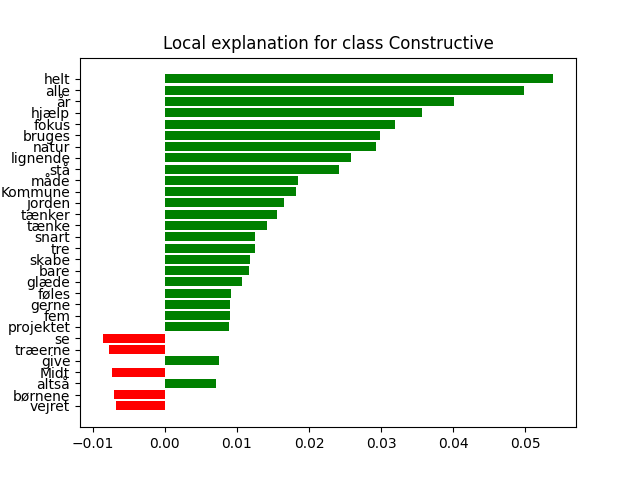 Local explanation for class Constructive
helt
alle
år
hjælp
fokus
bruges
natur
lignende
stå
måde
Kommune
jorden
tænker
tænke
snart
tre
skabe
bare
glæde
føles
gerne
fem
projektet
se
træerne
give
Midt
altså
børnene
vejret
−0.01 0.00 0.01 0.02 0.03 0.04 0.05